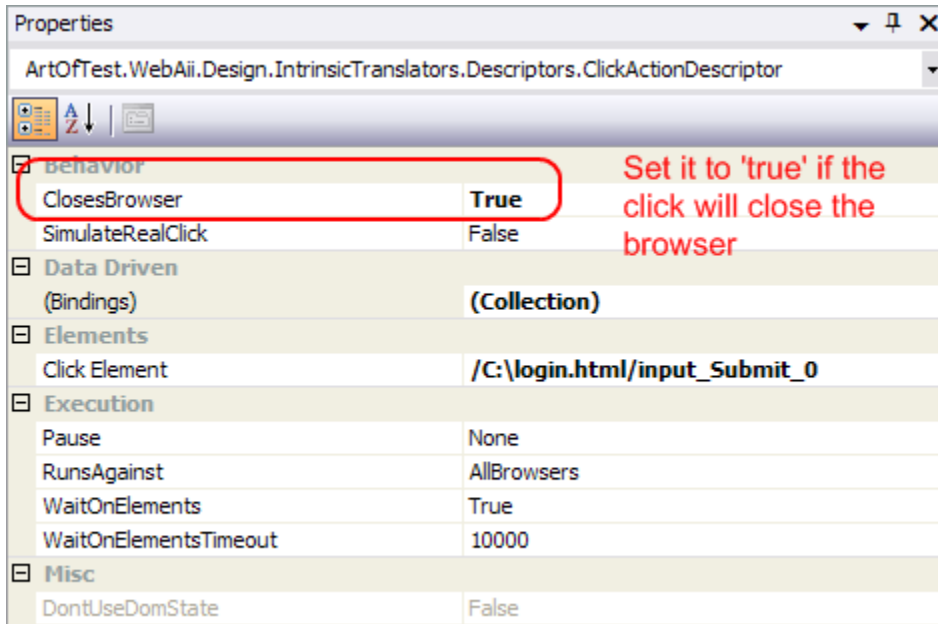 Properties
ArtOfTest.WebAii.Design.IntrinsicTranslators.Descriptors.ClickActionDescriptor
A
Z
Behavior
ClosesBrowser True
Set it to 'true' if the
click will close the
browser
SimulateRealClick False
Data Driven
(Bindings) (Collection)
Elements
Click Element /C:\login.html/input_Submit_0
Execution
Pause None
RunsAgainst AllBrowsers
WaitOnElements True
WaitOnElementsTimeout 10000
Misc
DontUseDomState False